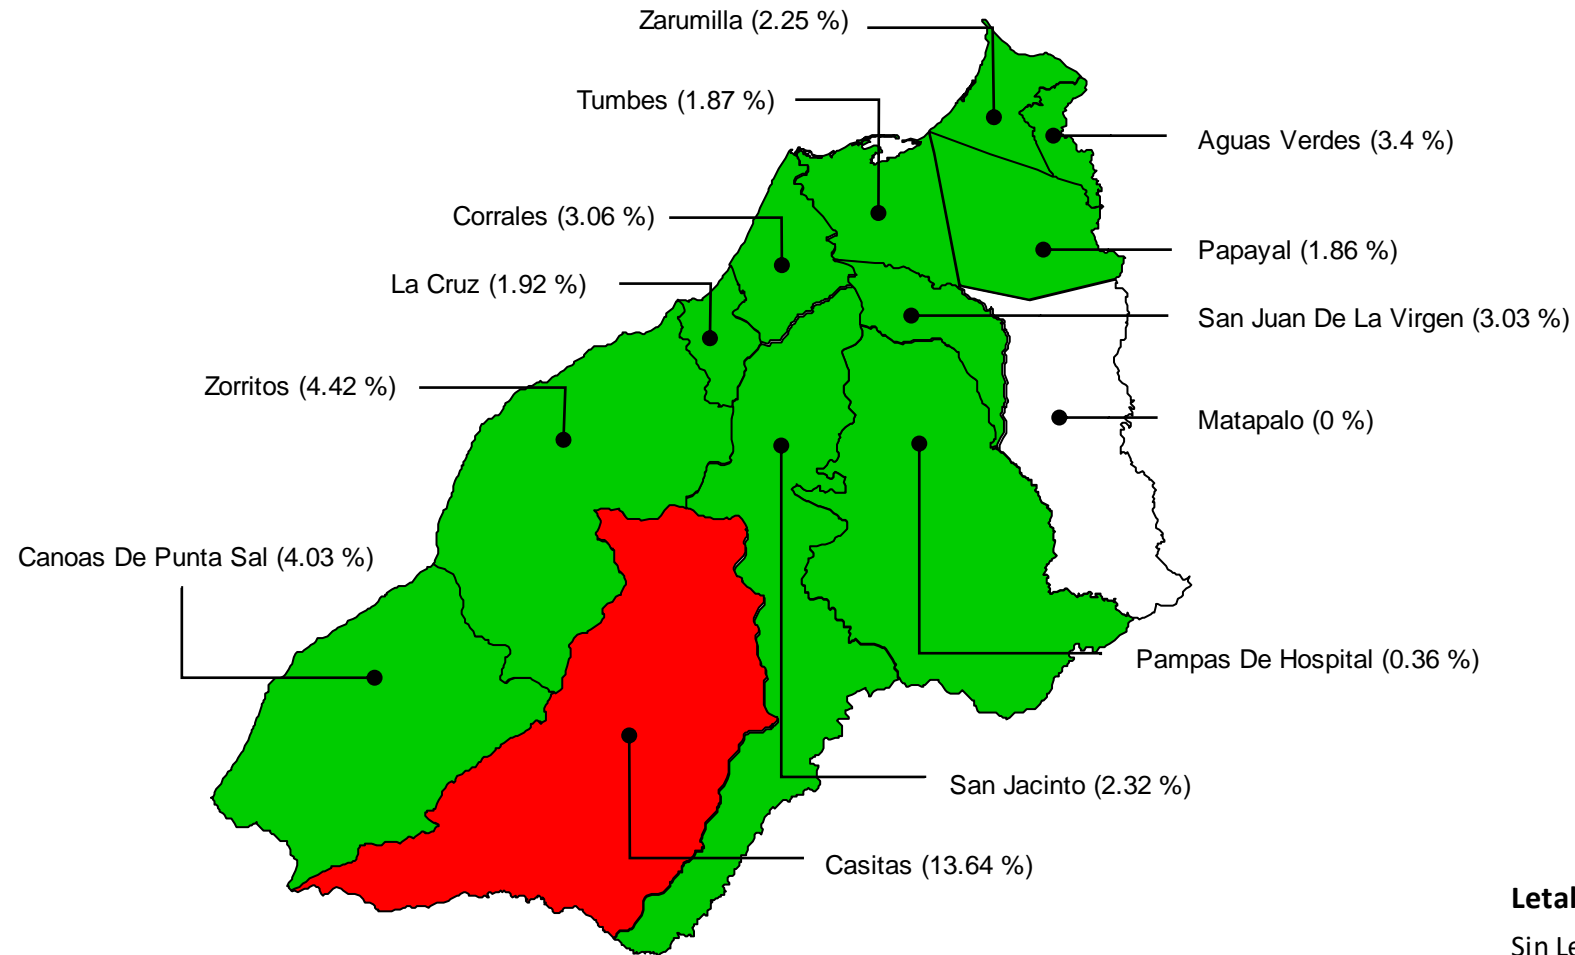 Zarumilla (2.25 %)
Tumbes (1.87 %)
Aguas Verdes (3.4 %)
Corrales (3.06 %)
Papayal (1.86 %)
La Cruz (1.92 %)
San Juan De La Virgen (3.03 %)
Zorritos (4.42 %)
Matapalo (0 %)
Canoas De Punta Sal (4.03 %)
Pampas De Hospital (0.36 %)
San Jacinto (2.32 %)
Casitas (13.64 %)
Sin